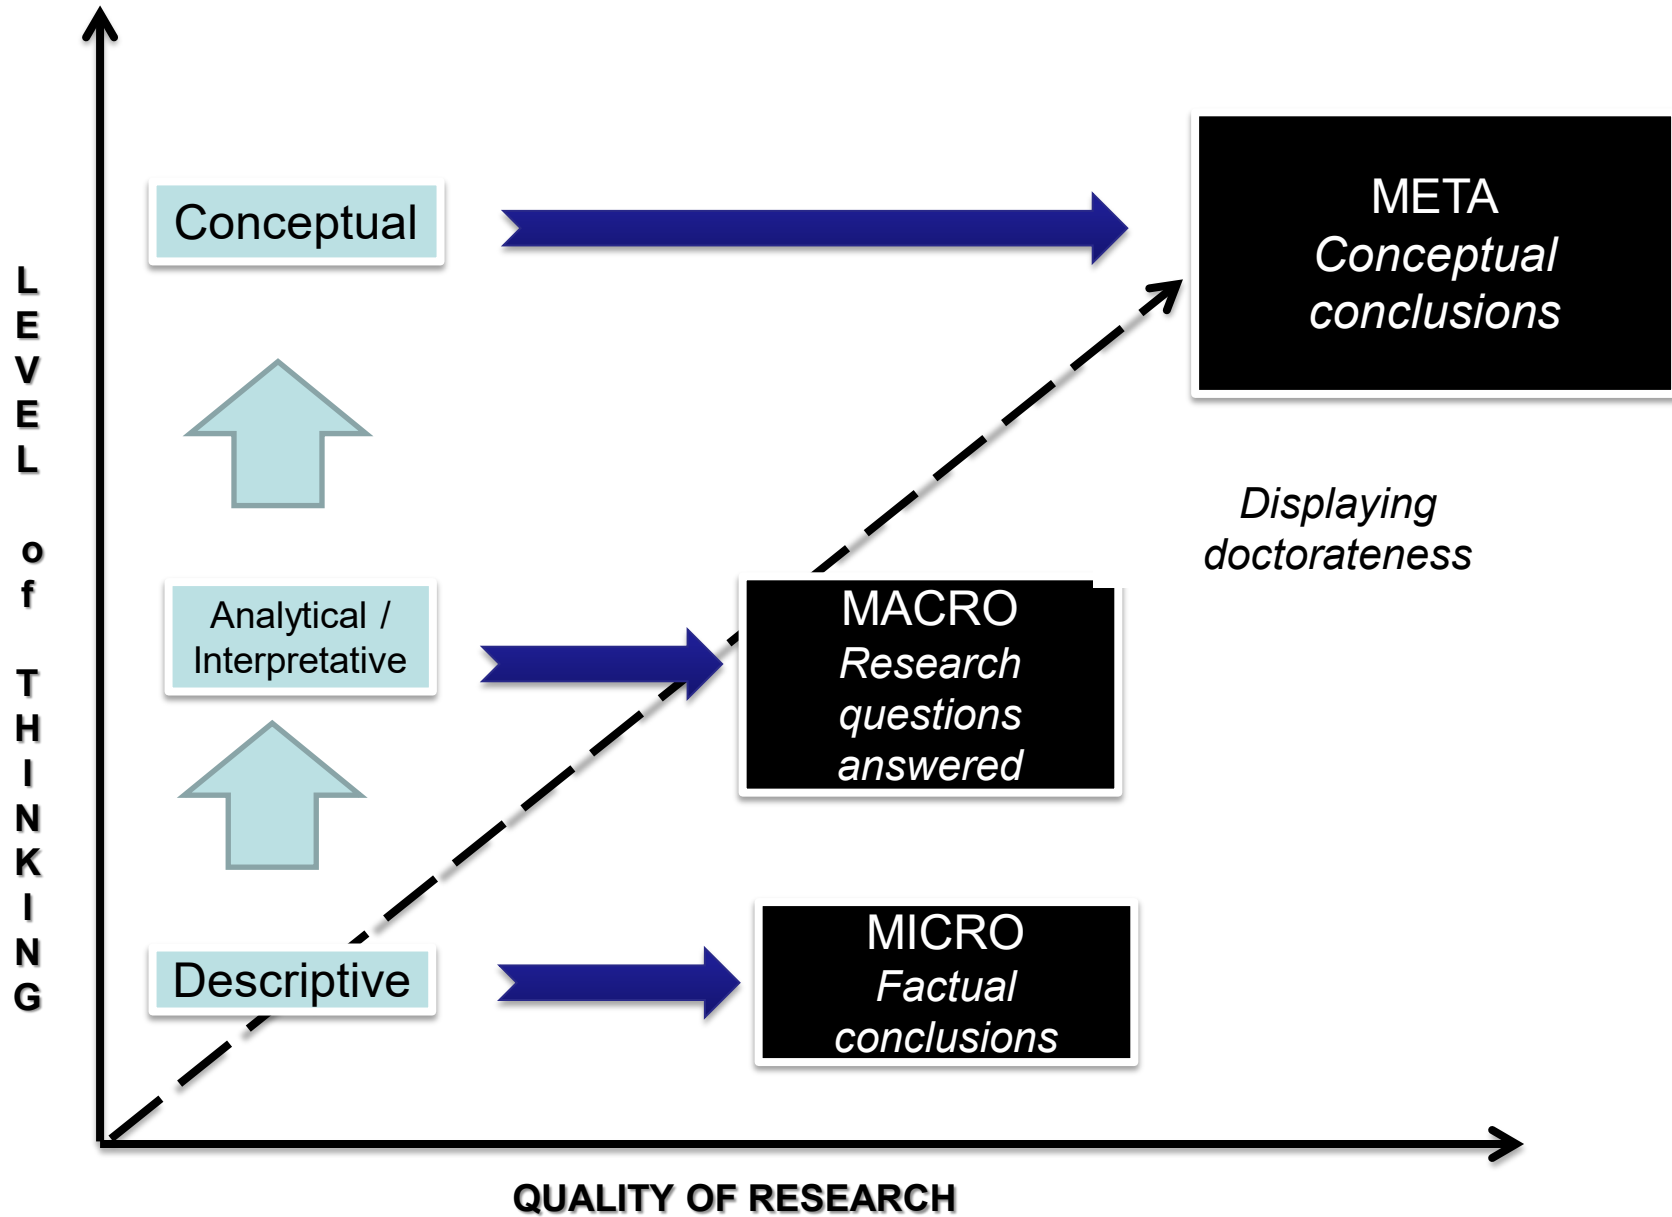 LEVEL of THINKING
Conceptual
META
Conceptual
conclusions
Displaying
doctorateness
Analytical /
Interpretative
MACRO
Research
questions
answered
Descriptive
MICRO
Factual
conclusions
QUALITY OF RESEARCH